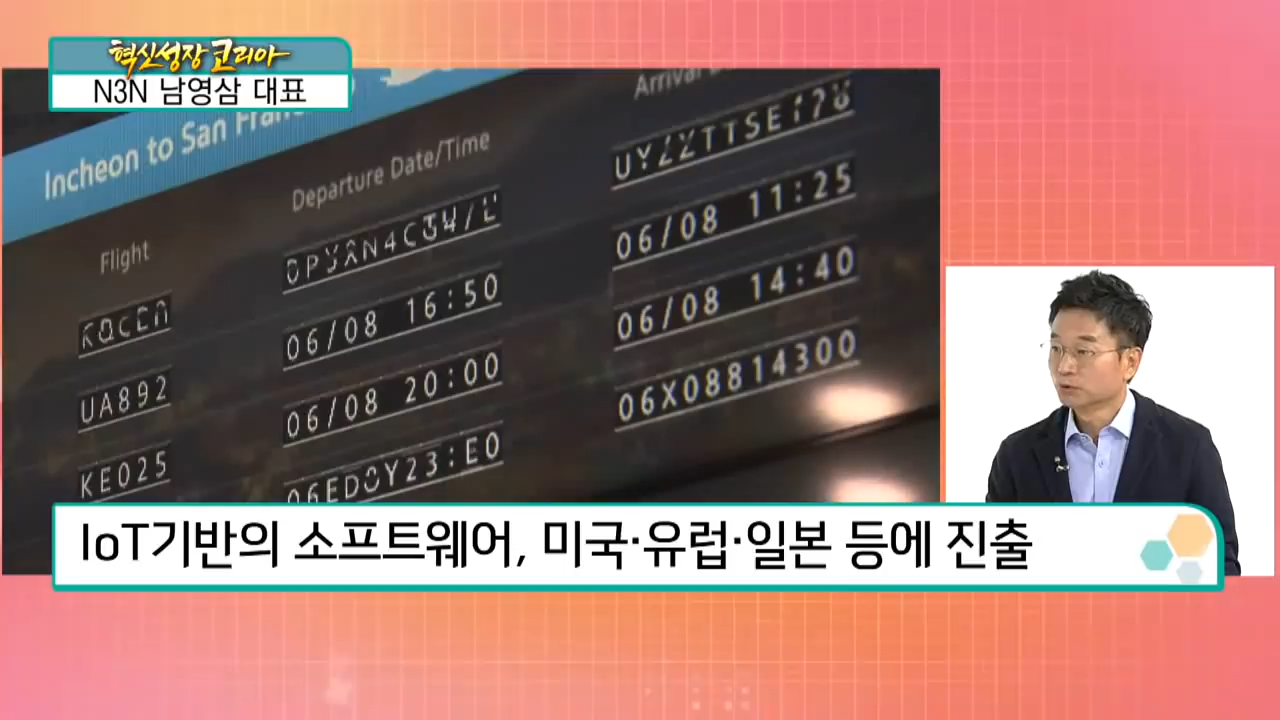 혁신성장 코리아
N3N 남영삼 대표
Incheon to San
Departure Date/Time
Arrival
Flight
UA892
06/08 16:50
06/08 11:25
KE025
06/08 20:00
06/08 14:40
06X08814300
06EDOY23:E0
IoT기반의 소프트웨어, 미국·유럽·일본 등에 진출